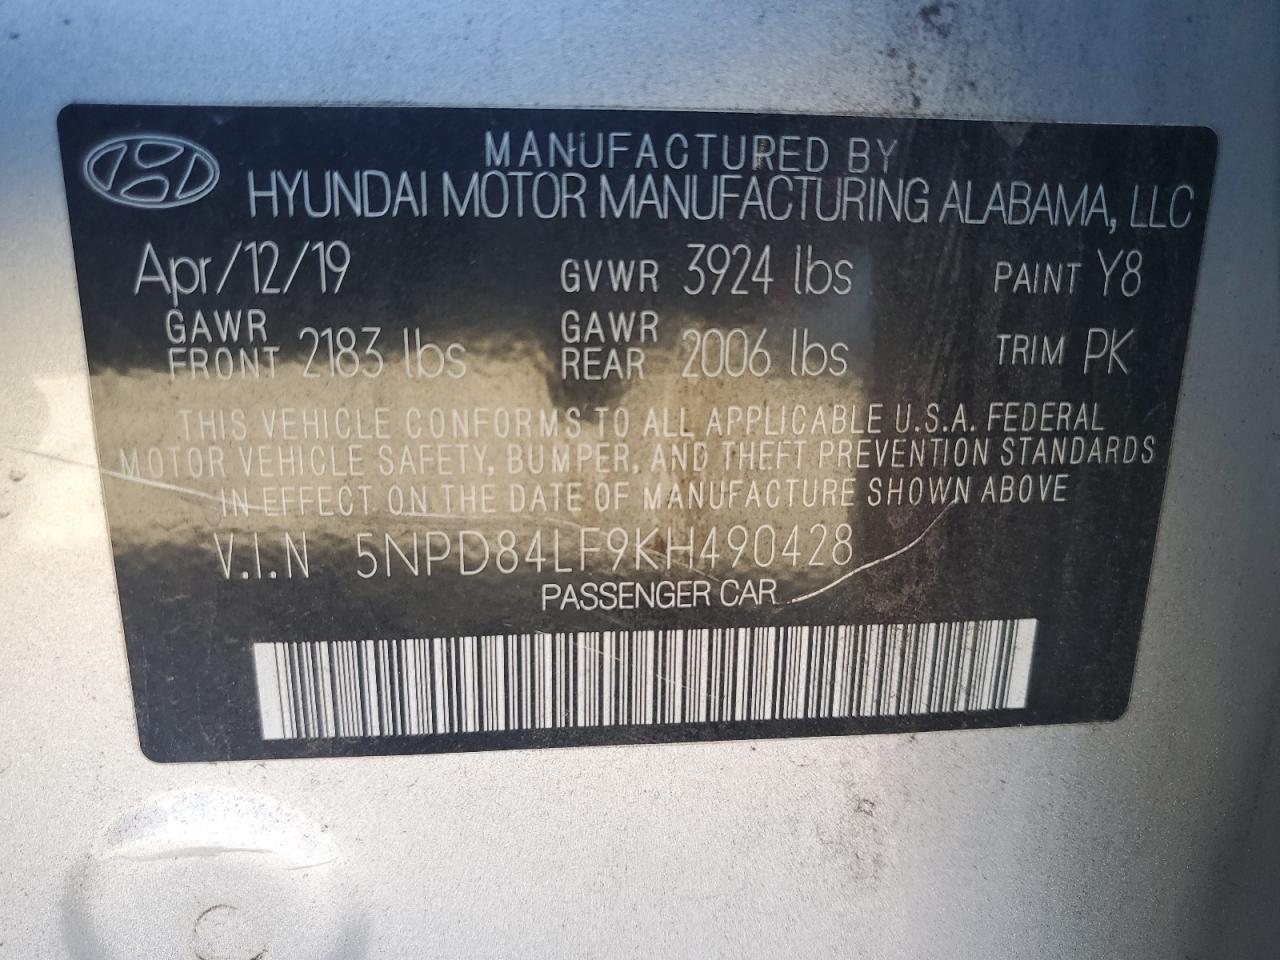 MANUFACTURED BY
HYUNDAI MOTOR MANUFACTURING ALABAMA, LLC
Apr/12/19 GVWR 3924 lbs PAINT Y8
GAWR FRONT 2183 lbs GAWR REAR 2006 lbs TRIM PK
THIS VEHICLE CONFORMS TO ALL APPLICABLE U.S.A. FEDERAL
MOTOR VEHICLE SAFETY, BUMPER, AND THEFT PREVENTION STANDARDS
IN EFFECT ON THE DATE OF MANUFACTURE SHOWN ABOVE
V.I.N 5NPD84LF9KH490428
PASSENGER CAR